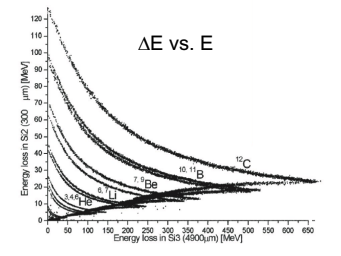 ΔE vs. E
Energy loss in Si2 (300 μm) [MeV]
120
110
100
90
80
70
60
50
40
30
20
10
0
¹²C
¹⁰, ¹¹B
⁷, ⁹Be
⁶, ⁷Li
³,⁴,⁶He
0 50 100 150 200 250 300 350 400 450 500 550 600 650
Energy loss in Si3 (4900μm) [MeV]